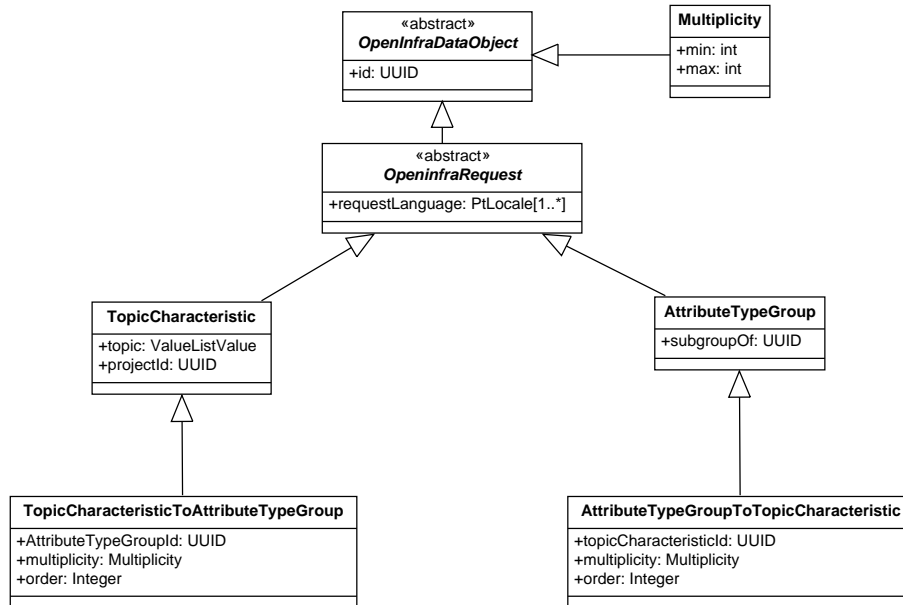 «abstract»
OpenInfraDataObject
+id: UUID
Multiplicity
+min: int
+max: int
«abstract»
OpeninfraRequest
+requestLanguage: PtLocale[1..*]
TopicCharacteristic
+topic: ValueListValue
+projectId: UUID
AttributeTypeGroup
+subgroupOf: UUID
TopicCharacteristicToAttributeTypeGroup
+AttributeTypeGroupId: UUID
+multiplicity: Multiplicity
+order: Integer
AttributeTypeGroupToTopicCharacteristic
+topicCharacteristicId: UUID
+multiplicity: Multiplicity
+order: Integer